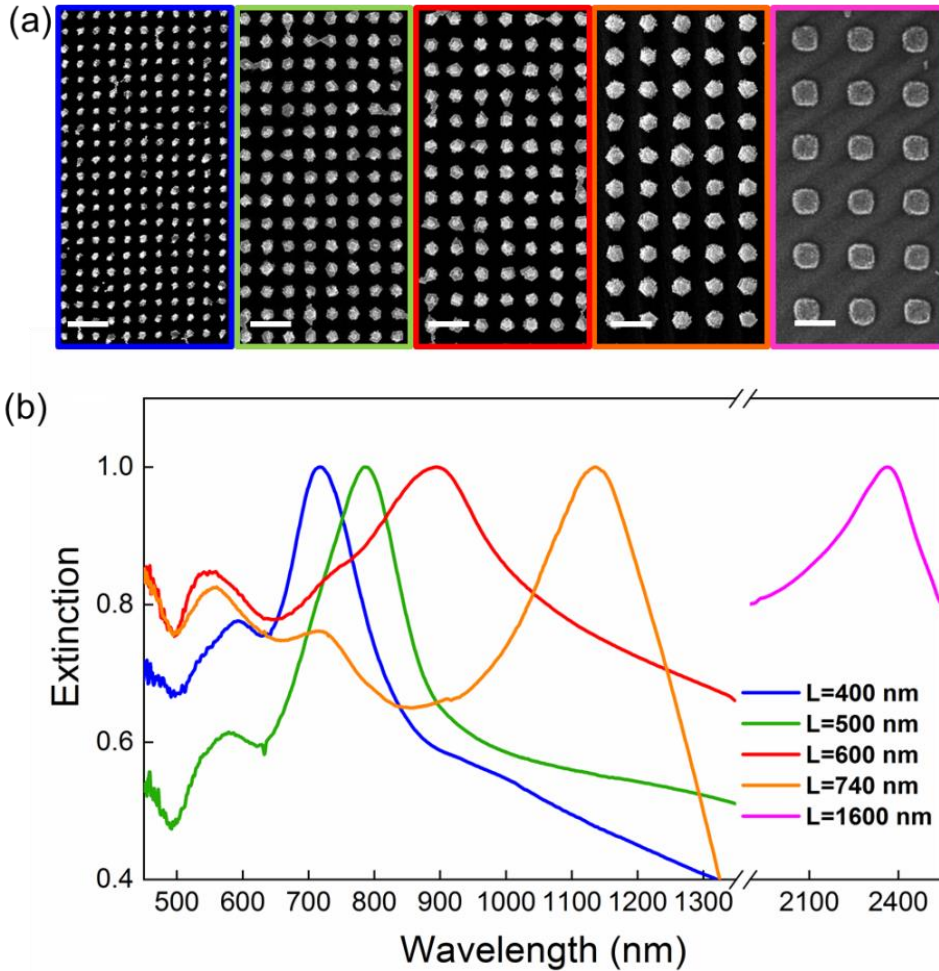 (a)
(b)
1.0
0.8
0.6
0.4
Extinction
L=400 nm
L=500 nm
L=600 nm
L=740 nm
L=1600 nm
500 600 700 800 900 1000 1100 1200 1300 2100 2400
Wavelength (nm)